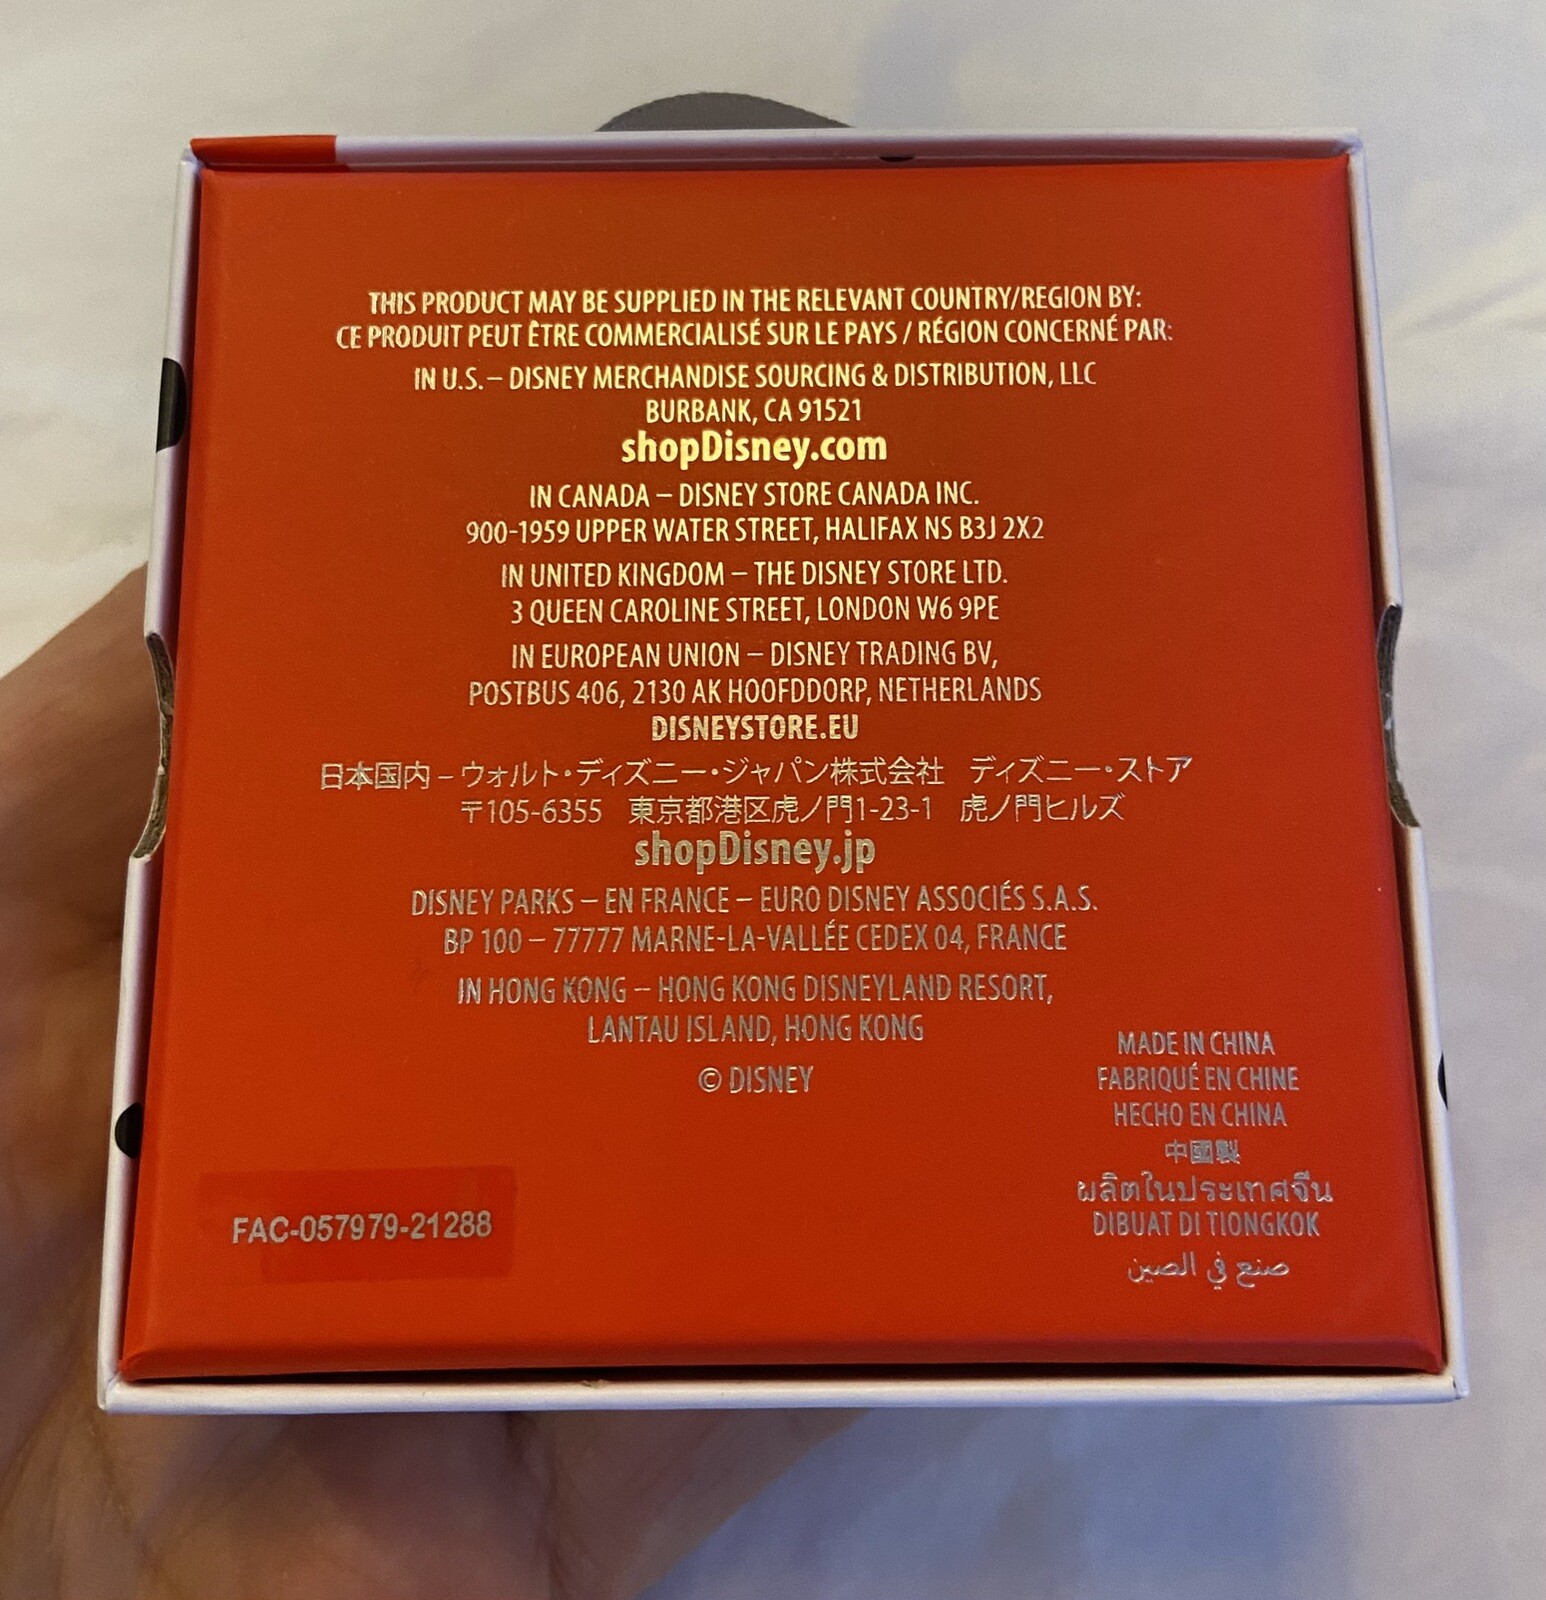 THIS PRODUCT MAY BE SUPPLIED IN THE RELEVANT COUNTRY/REGION BY:
CE PRODUIT PEUT ÊTRE COMMERCIALISÉ SUR LE PAYS / RÉGION CONCERNÉ PAR:
IN U.S. – DISNEY MERCHANDISE SOURCING & DISTRIBUTION, LLC
BURBANK, CA 91521
shopDisney.com
IN CANADA – DISNEY STORE CANADA INC.
900-1959 UPPER WATER STREET, HALIFAX NS B3J 2X2
IN UNITED KINGDOM – THE DISNEY STORE LTD.
3 QUEEN CAROLINE STREET, LONDON W6 9PE
IN EUROPEAN UNION – DISNEY TRADING BV,
POSTBUS 406, 2130 AK HOOFDDORP, NETHERLANDS
DISNEYSTORE.EU
日本国内 – ウォルト・ディズニー・ジャパン株式会社 ディズニー・ストア
〒105-6355 東京都港区虎ノ門1-23-1 虎ノ門ヒルズ
shopDisney.jp
DISNEY PARKS – EN FRANCE – EURO DISNEY ASSOCIÉS S.A.S.
BP 100 – 77777 MARNE-LA-VALLÉE CEDEX 04, FRANCE
IN HONG KONG – HONG KONG DISNEYLAND RESORT,
LANTAU ISLAND, HONG KONG
© DISNEY
MADE IN CHINA
FABRIQUÉ EN CHINE
HECHO EN CHINA
中國製
ผลิตในประเทศจีน
DIBUAT DI TIONGKOK
صنع في الصين
FAC-057979-21288